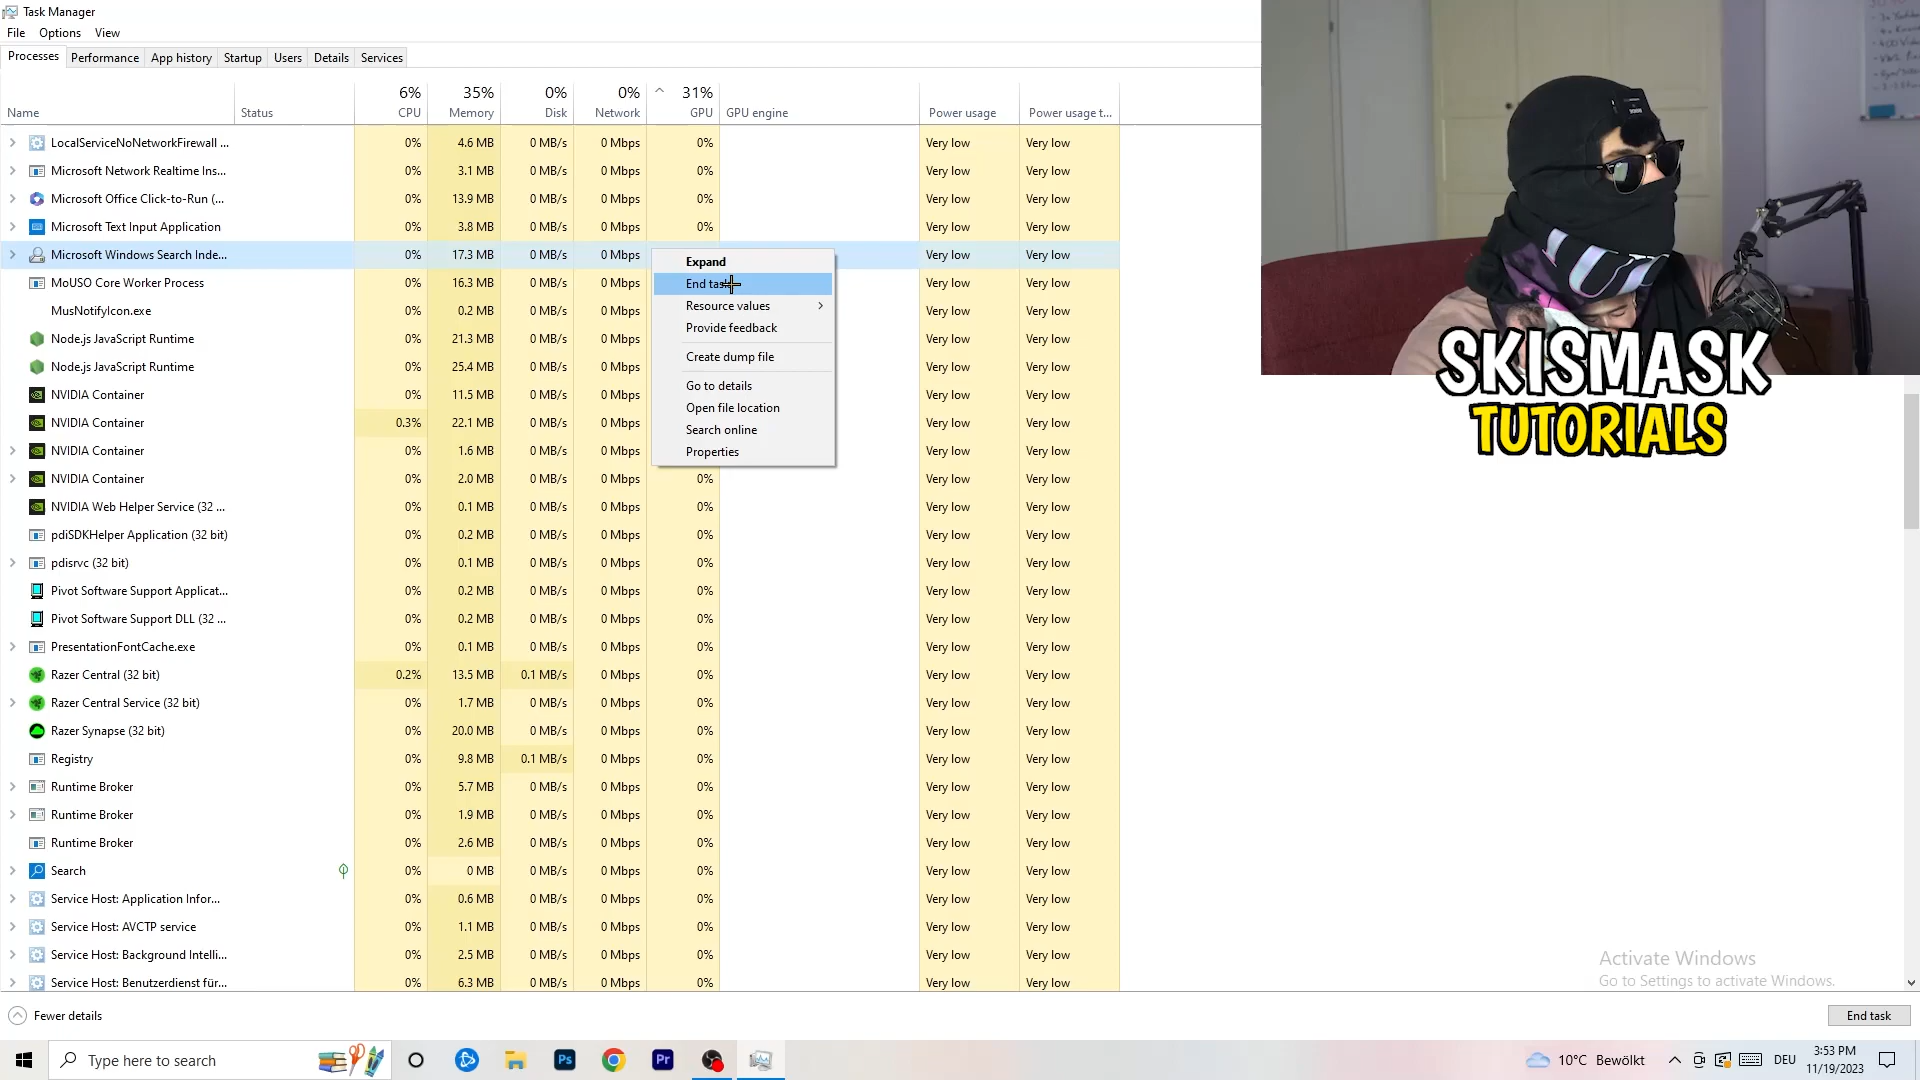 Task Manager
File Options View
Processes Performance App history Startup Users Details Services
6% 35% 0% 0% 31%
Name Status CPU Memory Disk Network GPU GPU engine Power usage Power usage t...
LocalServiceNoNetworkFirewall ... 0% 4.6 MB 0 MB/s 0 Mbps 0% Very low Very low
Microsoft Network Realtime Ins... 0% 3.1 MB 0 MB/s 0 Mbps 0% Very low Very low
Microsoft Office Click-to-Run (... 0% 13.9 MB 0 MB/s 0 Mbps 0% Very low Very low
Microsoft Text Input Application 0% 3.8 MB 0 MB/s 0 Mbps 0% Very low Very low
Microsoft Windows Search Inde... 0% 17.3 MB 0 MB/s 0 Mbps Very low Very low
MoUSO Core Worker Process 0% 16.3 MB 0 MB/s 0 Mbps Very low Very low
MusNotifyIcon.exe 0% 0.2 MB 0 MB/s 0 Mbps Very low Very low
Node.js JavaScript Runtime 0% 21.3 MB 0 MB/s 0 Mbps Very low Very low
Node.js JavaScript Runtime 0% 25.4 MB 0 MB/s 0 Mbps Very low Very low
NVIDIA Container 0% 11.5 MB 0 MB/s 0 Mbps Very low Very low
NVIDIA Container 0.3% 22.1 MB 0 MB/s 0 Mbps Very low Very low
NVIDIA Container 0% 1.6 MB 0 MB/s 0 Mbps Very low Very low
NVIDIA Container 0% 2.0 MB 0 MB/s 0 Mbps 0% Very low Very low
NVIDIA Web Helper Service (32 ... 0% 0.1 MB 0 MB/s 0 Mbps 0% Very low Very low
pdiSDKHelper Application (32 bit) 0% 0.2 MB 0 MB/s 0 Mbps 0% Very low Very low
pdisrvc (32 bit) 0% 0.1 MB 0 MB/s 0 Mbps 0% Very low Very low
Pivot Software Support Applicat... 0% 0.2 MB 0 MB/s 0 Mbps 0% Very low Very low
Pivot Software Support DLL (32 ... 0% 0.2 MB 0 MB/s 0 Mbps 0% Very low Very low
PresentationFontCache.exe 0% 0.1 MB 0 MB/s 0 Mbps 0% Very low Very low
Razer Central (32 bit) 0.2% 13.5 MB 0.1 MB/s 0 Mbps 0% Very low Very low
Razer Central Service (32 bit) 0% 1.7 MB 0 MB/s 0 Mbps 0% Very low Very low
Razer Synapse (32 bit) 0% 20.0 MB 0 MB/s 0 Mbps 0% Very low Very low
Registry 0% 9.8 MB 0.1 MB/s 0 Mbps 0% Very low Very low
Runtime Broker 0% 5.7 MB 0 MB/s 0 Mbps 0% Very low Very low
Runtime Broker 0% 1.9 MB 0 MB/s 0 Mbps 0% Very low Very low
Runtime Broker 0% 2.6 MB 0 MB/s 0 Mbps 0% Very low Very low
Search 0% 0 MB 0 MB/s 0 Mbps 0% Very low Very low
Service Host: Application Infor... 0% 0.6 MB 0 MB/s 0 Mbps 0% Very low Very low
Service Host: AVCTP service 0% 1.1 MB 0 MB/s 0 Mbps 0% Very low Very low
Service Host: Background Intelli... 0% 2.5 MB 0 MB/s 0 Mbps 0% Very low Very low
Service Host: Benutzerdienst für... 0% 6.3 MB 0 MB/s 0 Mbps 0% Very low Very low
Expand
End task
Resource values
Provide feedback
Create dump file
Go to details
Open file location
Search online
Properties
SKISMASK
TUTORIALS
Activate Windows
Go to Settings to activate Windows.
Fewer details
End task
Type here to search
Ps
Pr
10°C Bewölkt
DEU
3:53 PM
11/19/2023